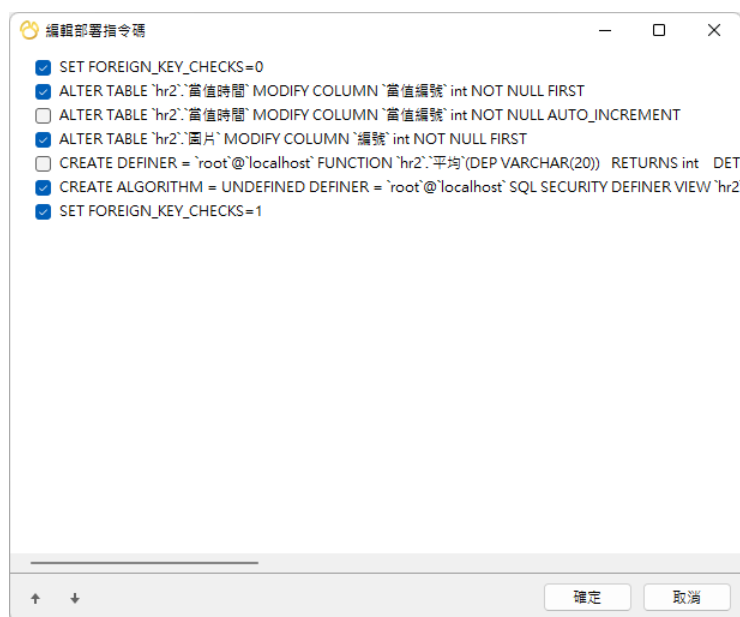 編輯部署指令碼
SET FOREIGN_KEY_CHECKS=0
ALTER TABLE `hr2`.`當值時間` MODIFY COLUMN `當值編號` int NOT NULL FIRST
ALTER TABLE `hr2`.`當值時間` MODIFY COLUMN `當值編號` int NOT NULL AUTO_INCREMENT
ALTER TABLE `hr2`.`圖片` MODIFY COLUMN `編號` int NOT NULL FIRST
CREATE DEFINER = `root`@`localhost` FUNCTION `hr2`.`平均`(DEP VARCHAR(20)) RETURNS int DET
CREATE ALGORITHM = UNDEFINED DEFINER = `root`@`localhost` SQL SECURITY DEFINER VIEW `hr2
SET FOREIGN_KEY_CHECKS=1
確定 取消